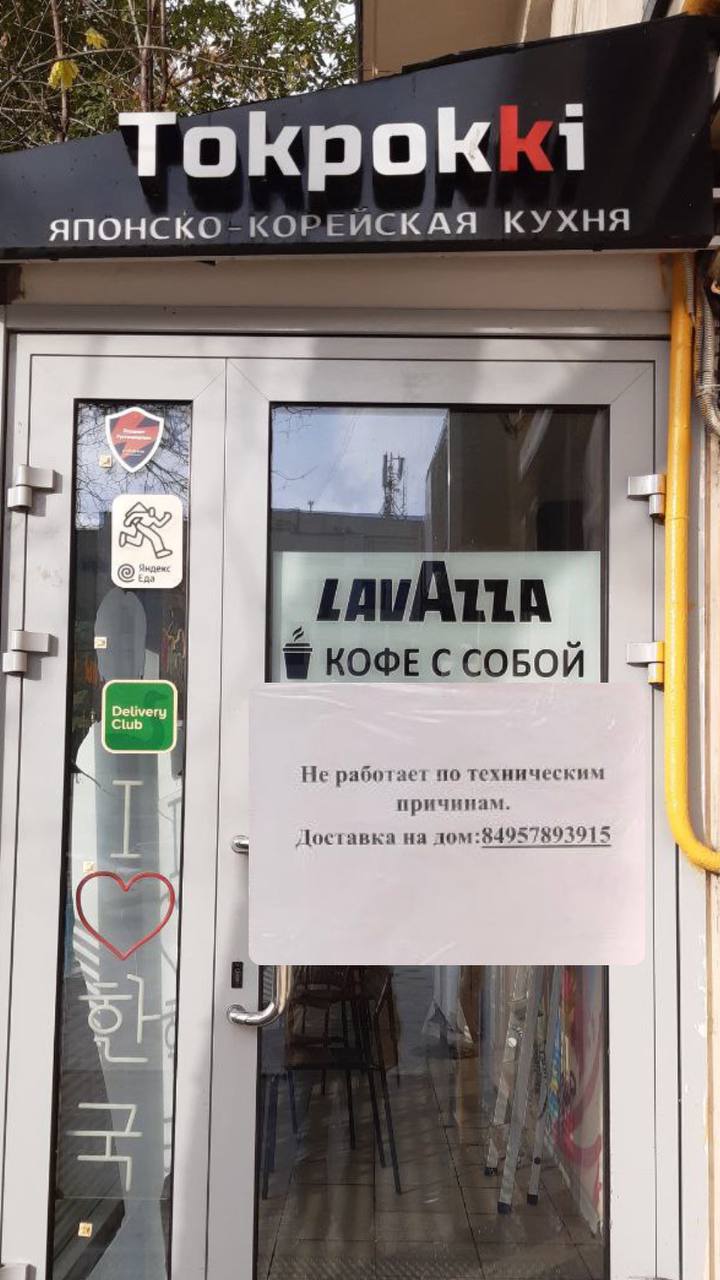 Tokpokki
ЯПОНСКО-КОРЕЙСКАЯ КУХНЯ
Яндекс
Еда
LAVAZZA
КОФЕ С СОБОЙ
Delivery
Club
Не работает по техническим
причинам.
Доставка на дом:84957893915
I
한
국